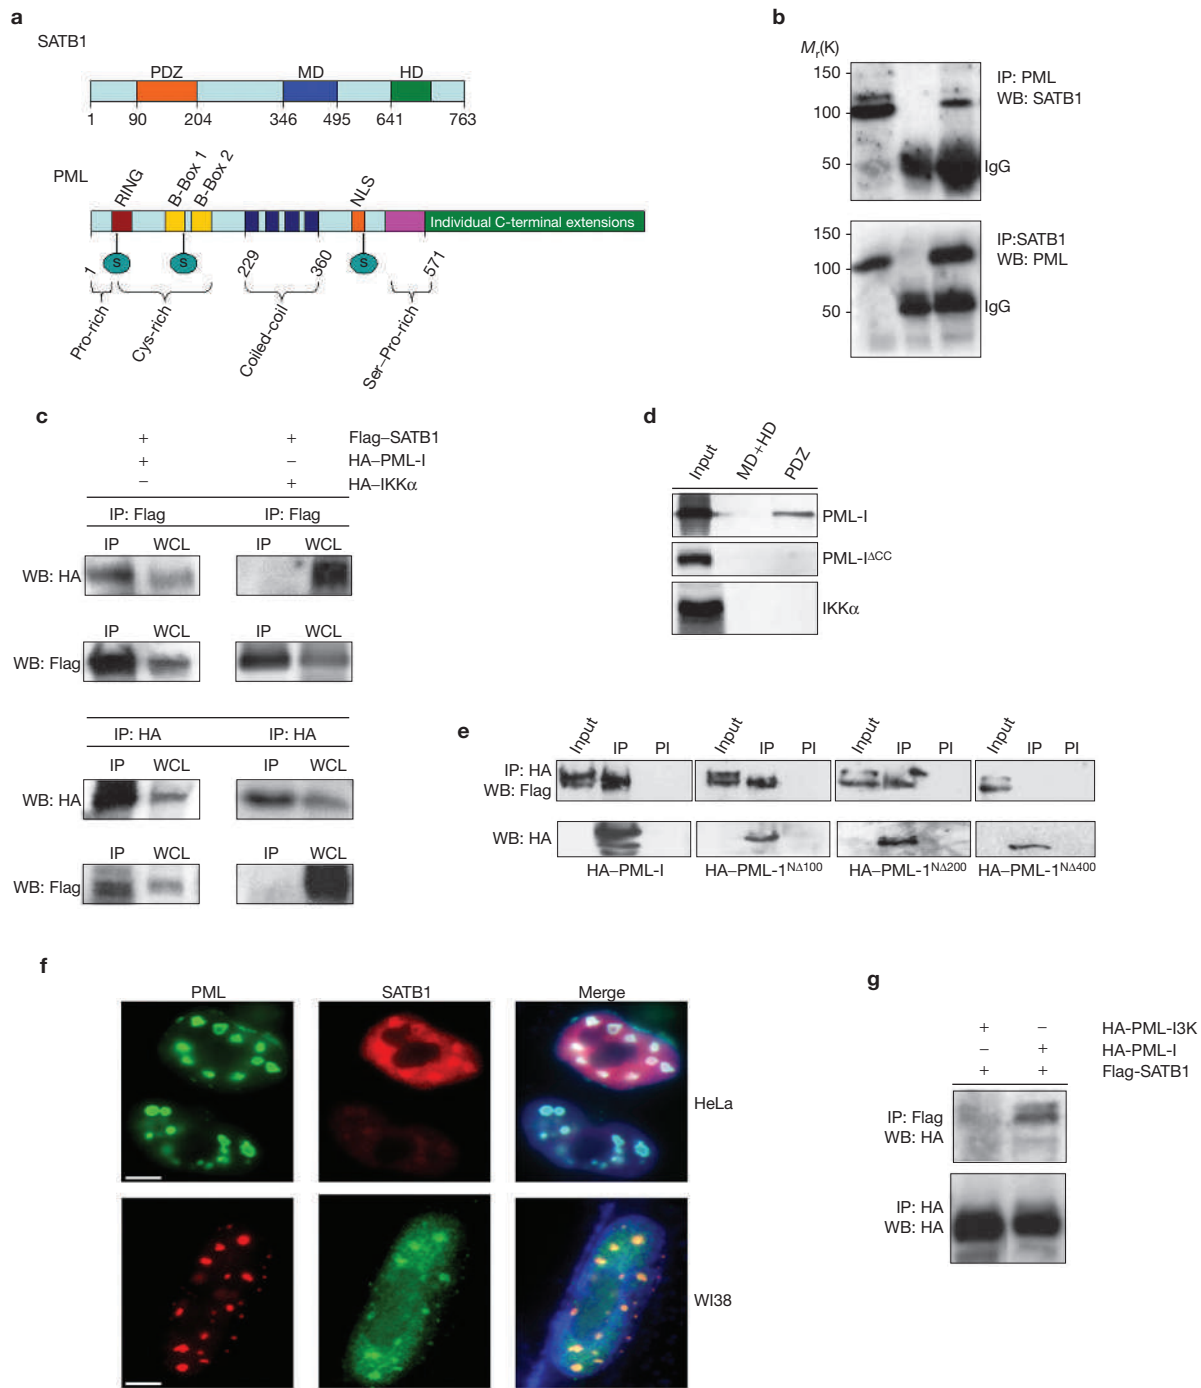 a
SATB1
PDZ MD HD
1 90 204 346 495 641 763
PML
RING B-Box 1 B-Box 2 NLS
Individual C-terminal extensions
S S S
1 229 360 571
Pro-rich Cys-rich Coiled-coil Ser–Pro-rich
b
Mr(K)
150
100
50
IP: PML
WB: SATB1
IgG
150
100
50
IP:SATB1
WB: PML
IgG
c
+ + Flag–SATB1
+ – HA–PML-I
– + HA–IKKα
IP: Flag IP: Flag
IP WCL IP WCL
WB: HA
IP WCL IP WCL
WB: Flag
IP: HA IP: HA
IP WCL IP WCL
WB: HA
IP WCL IP WCL
WB: Flag
d
Input MD+HD PDZ
PML-I
PML-IΔCC
IKKα
e
Input IP PI Input IP PI Input IP PI Input IP PI
IP: HA
WB: Flag
WB: HA
HA–PML-I HA–PML-1NΔ100 HA–PML-1NΔ200 HA–PML-1NΔ400
f
PML SATB1 Merge
HeLa
WI38
g
+ – HA-PML-I3K
– + HA-PML-I
+ + Flag-SATB1
IP: Flag
WB: HA
IP: HA
WB: HA